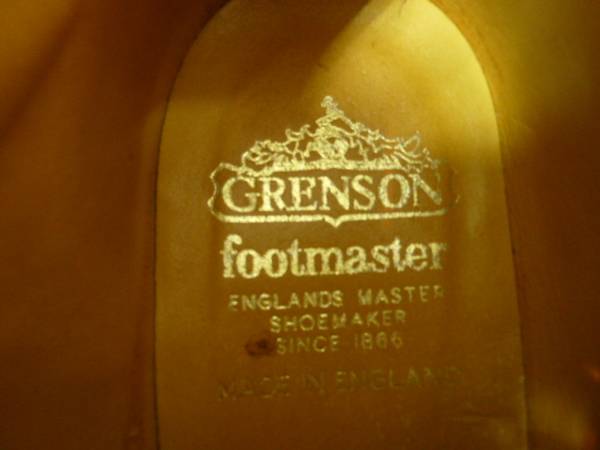 GRENSON
footmaster
ENGLANDS MASTER
SHOEMAKER
SINCE 1866
MADE IN ENGLAND